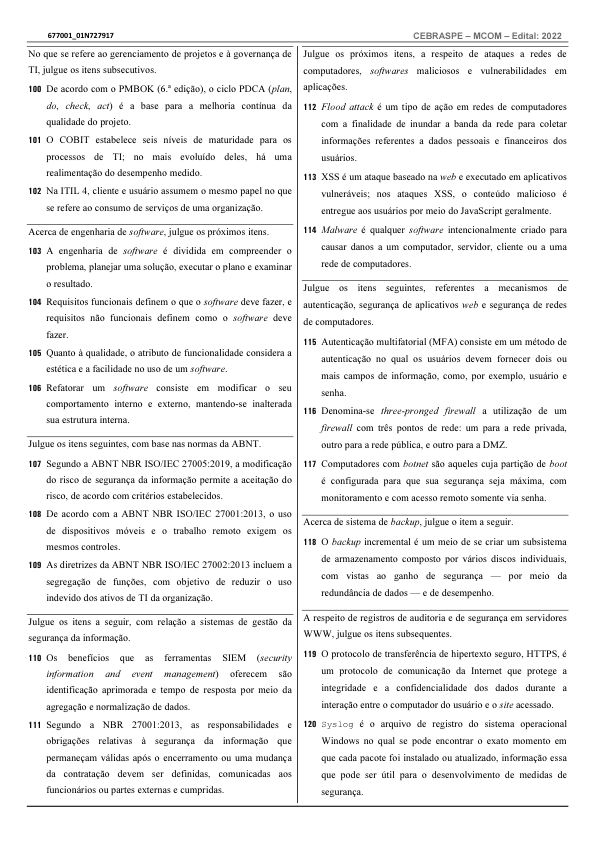 677001_01N727917
CEBRASPE – MCOM – Edital: 2022
No que se refere ao gerenciamento de projetos e à governança de
TI, julgue os itens subsecutivos.
100 De acordo com o PMBOK (6.ª edição), o ciclo PDCA (plan,
do, check, act) é a base para a melhoria contínua da
qualidade do projeto.
101 O COBIT estabelece seis níveis de maturidade para os
processos de TI; no mais evoluído deles, há uma
realimentação do desempenho medido.
102 Na ITIL 4, cliente e usuário assumem o mesmo papel no que
se refere ao consumo de serviços de uma organização.
Acerca de engenharia de software, julgue os próximos itens.
103 A engenharia de software é dividida em compreender o
problema, planejar uma solução, executar o plano e examinar
o resultado.
104 Requisitos funcionais definem o que o software deve fazer, e
requisitos não funcionais definem como o software deve
fazer.
105 Quanto à qualidade, o atributo de funcionalidade considera a
estética e a facilidade no uso de um software.
106 Refatorar um software consiste em modificar o seu
comportamento interno e externo, mantendo-se inalterada
sua estrutura interna.
Julgue os itens seguintes, com base nas normas da ABNT.
107 Segundo a ABNT NBR ISO/IEC 27005:2019, a modificação
do risco de segurança da informação permite a aceitação do
risco, de acordo com critérios estabelecidos.
108 De acordo com a ABNT NBR ISO/IEC 27001:2013, o uso
de dispositivos móveis e o trabalho remoto exigem os
mesmos controles.
109 As diretrizes da ABNT NBR ISO/IEC 27002:2013 incluem a
segregação de funções, com objetivo de reduzir o uso
indevido dos ativos de TI da organização.
Julgue os itens a seguir, com relação a sistemas de gestão da
segurança da informação.
110 Os benefícios que as ferramentas SIEM (security
information and event management) oferecem são
identificação aprimorada e tempo de resposta por meio da
agregação e normalização de dados.
111 Segundo a NBR 27001:2013, as responsabilidades e
obrigações relativas à segurança da informação que
permaneçam válidas após o encerramento ou uma mudança
da contratação devem ser definidas, comunicadas aos
funcionários ou partes externas e cumpridas.
Julgue os próximos itens, a respeito de ataques a redes de
computadores, softwares maliciosos e vulnerabilidades em
aplicações.
112 Flood attack é um tipo de ação em redes de computadores
com a finalidade de inundar a banda da rede para coletar
informações referentes a dados pessoais e financeiros dos
usuários.
113 XSS é um ataque baseado na web e executado em aplicativos
vulneráveis; nos ataques XSS, o conteúdo malicioso é
entregue aos usuários por meio do JavaScript geralmente.
114 Malware é qualquer software intencionalmente criado para
causar danos a um computador, servidor, cliente ou a uma
rede de computadores.
Julgue os itens seguintes, referentes a mecanismos de
autenticação, segurança de aplicativos web e segurança de redes
de computadores.
115 Autenticação multifatorial (MFA) consiste em um método de
autenticação no qual os usuários devem fornecer dois ou
mais campos de informação, como, por exemplo, usuário e
senha.
116 Denomina-se three-pronged firewall a utilização de um
firewall com três pontos de rede: um para a rede privada,
outro para a rede pública, e outro para a DMZ.
117 Computadores com botnet são aqueles cuja partição de boot
é configurada para que sua segurança seja máxima, com
monitoramento e com acesso remoto somente via senha.
Acerca de sistema de backup, julgue o item a seguir.
118 O backup incremental é um meio de se criar um subsistema
de armazenamento composto por vários discos individuais,
com vistas ao ganho de segurança — por meio da
redundância de dados — e de desempenho.
A respeito de registros de auditoria e de segurança em servidores
WWW, julgue os itens subsequentes.
119 O protocolo de transferência de hipertexto seguro, HTTPS, é
um protocolo de comunicação da Internet que protege a
integridade e a confidencialidade dos dados durante a
interação entre o computador do usuário e o site acessado.
120 Syslog é o arquivo de registro do sistema operacional
Windows no qual se pode encontrar o exato momento em
que cada pacote foi instalado ou atualizado, informação essa
que pode ser útil para o desenvolvimento de medidas de
segurança.